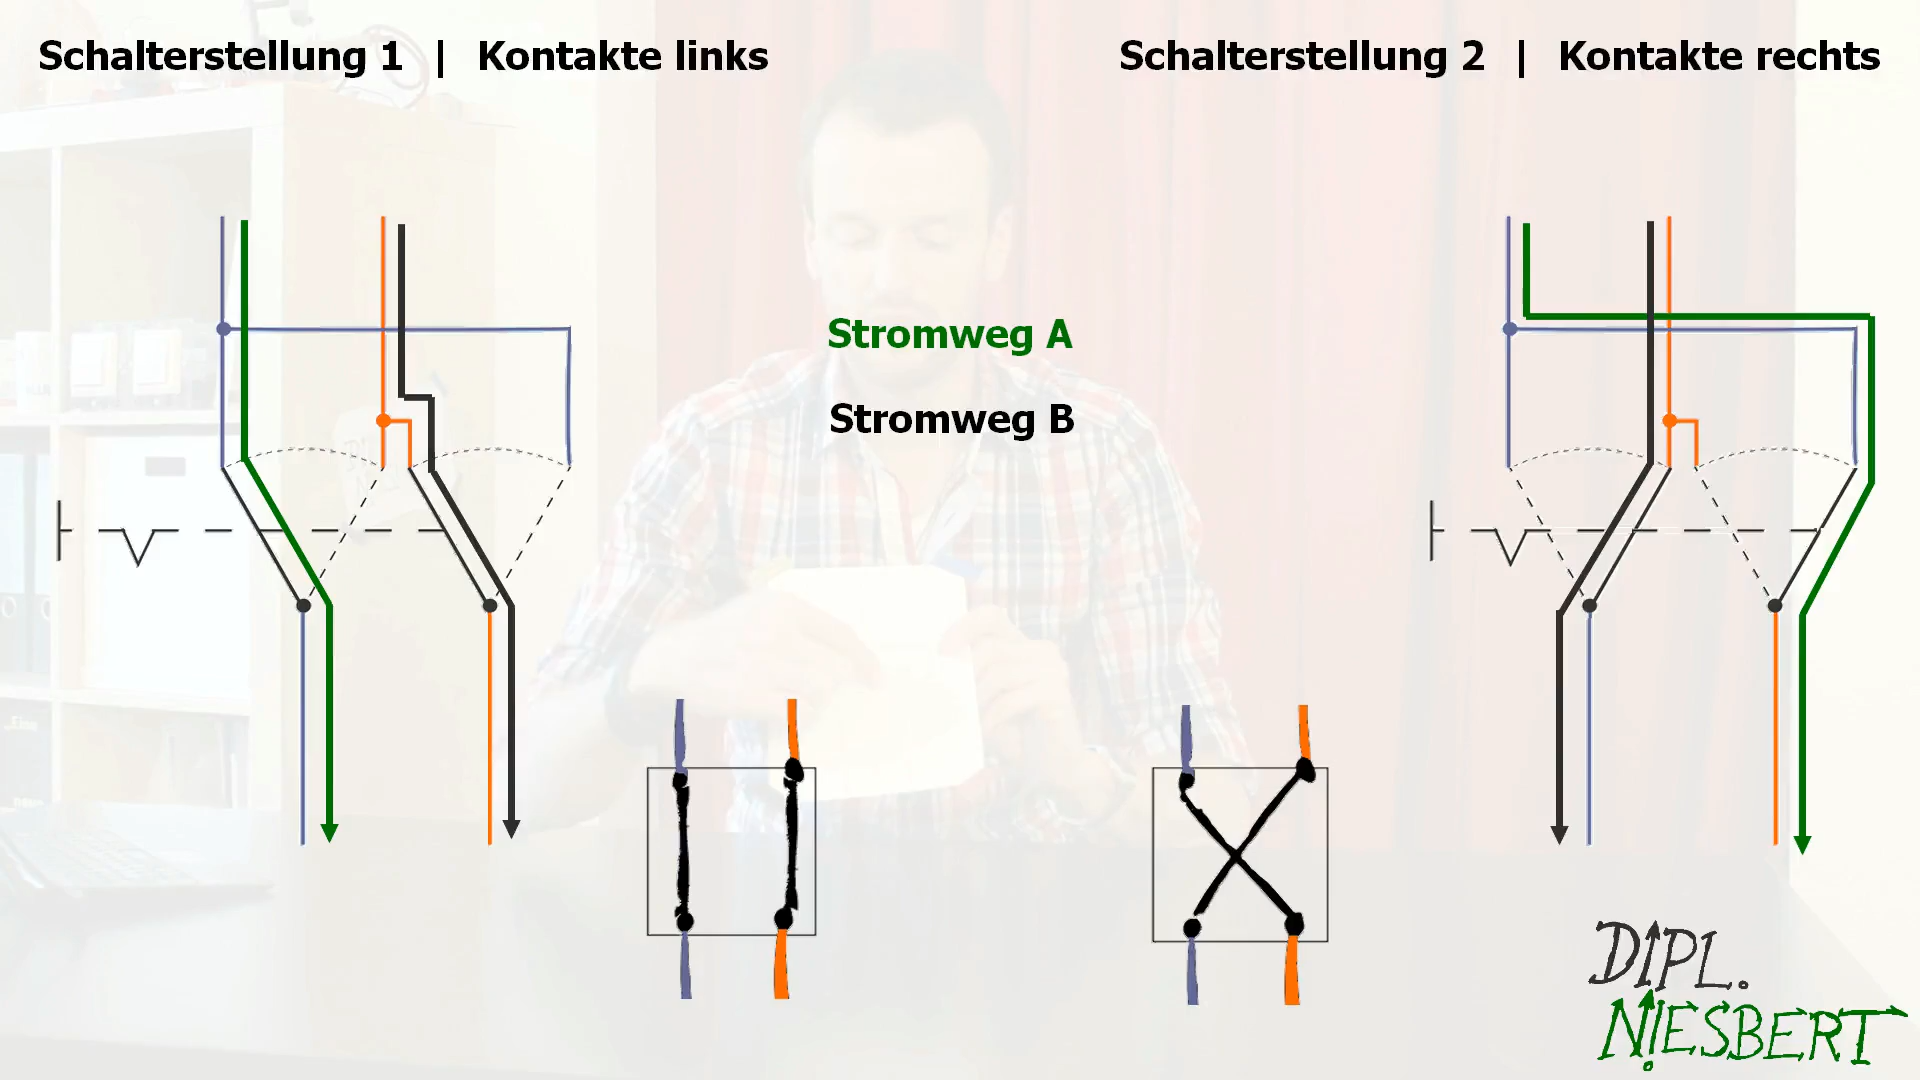 Schalterstellung 1 | Kontakte links
Schalterstellung 2 | Kontakte rechts
Stromweg A
Stromweg B
DIPL.
NIESBERT